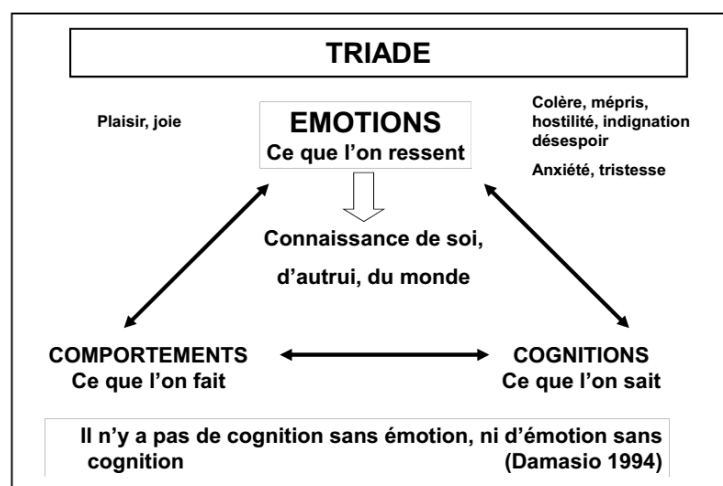 TRIADE
Plaisir, joie
EMOTIONS
Ce que l'on ressent
Colère, mépris,
hostilité, indignation
désespoir
Anxiété, tristesse
Connaissance de soi,
d'autrui, du monde
COMPORTEMENTS
Ce que l'on fait
COGNITIONS
Ce que l'on sait
Il n'y a pas de cognition sans émotion, ni d'émotion sans
cognition (Damasio 1994)